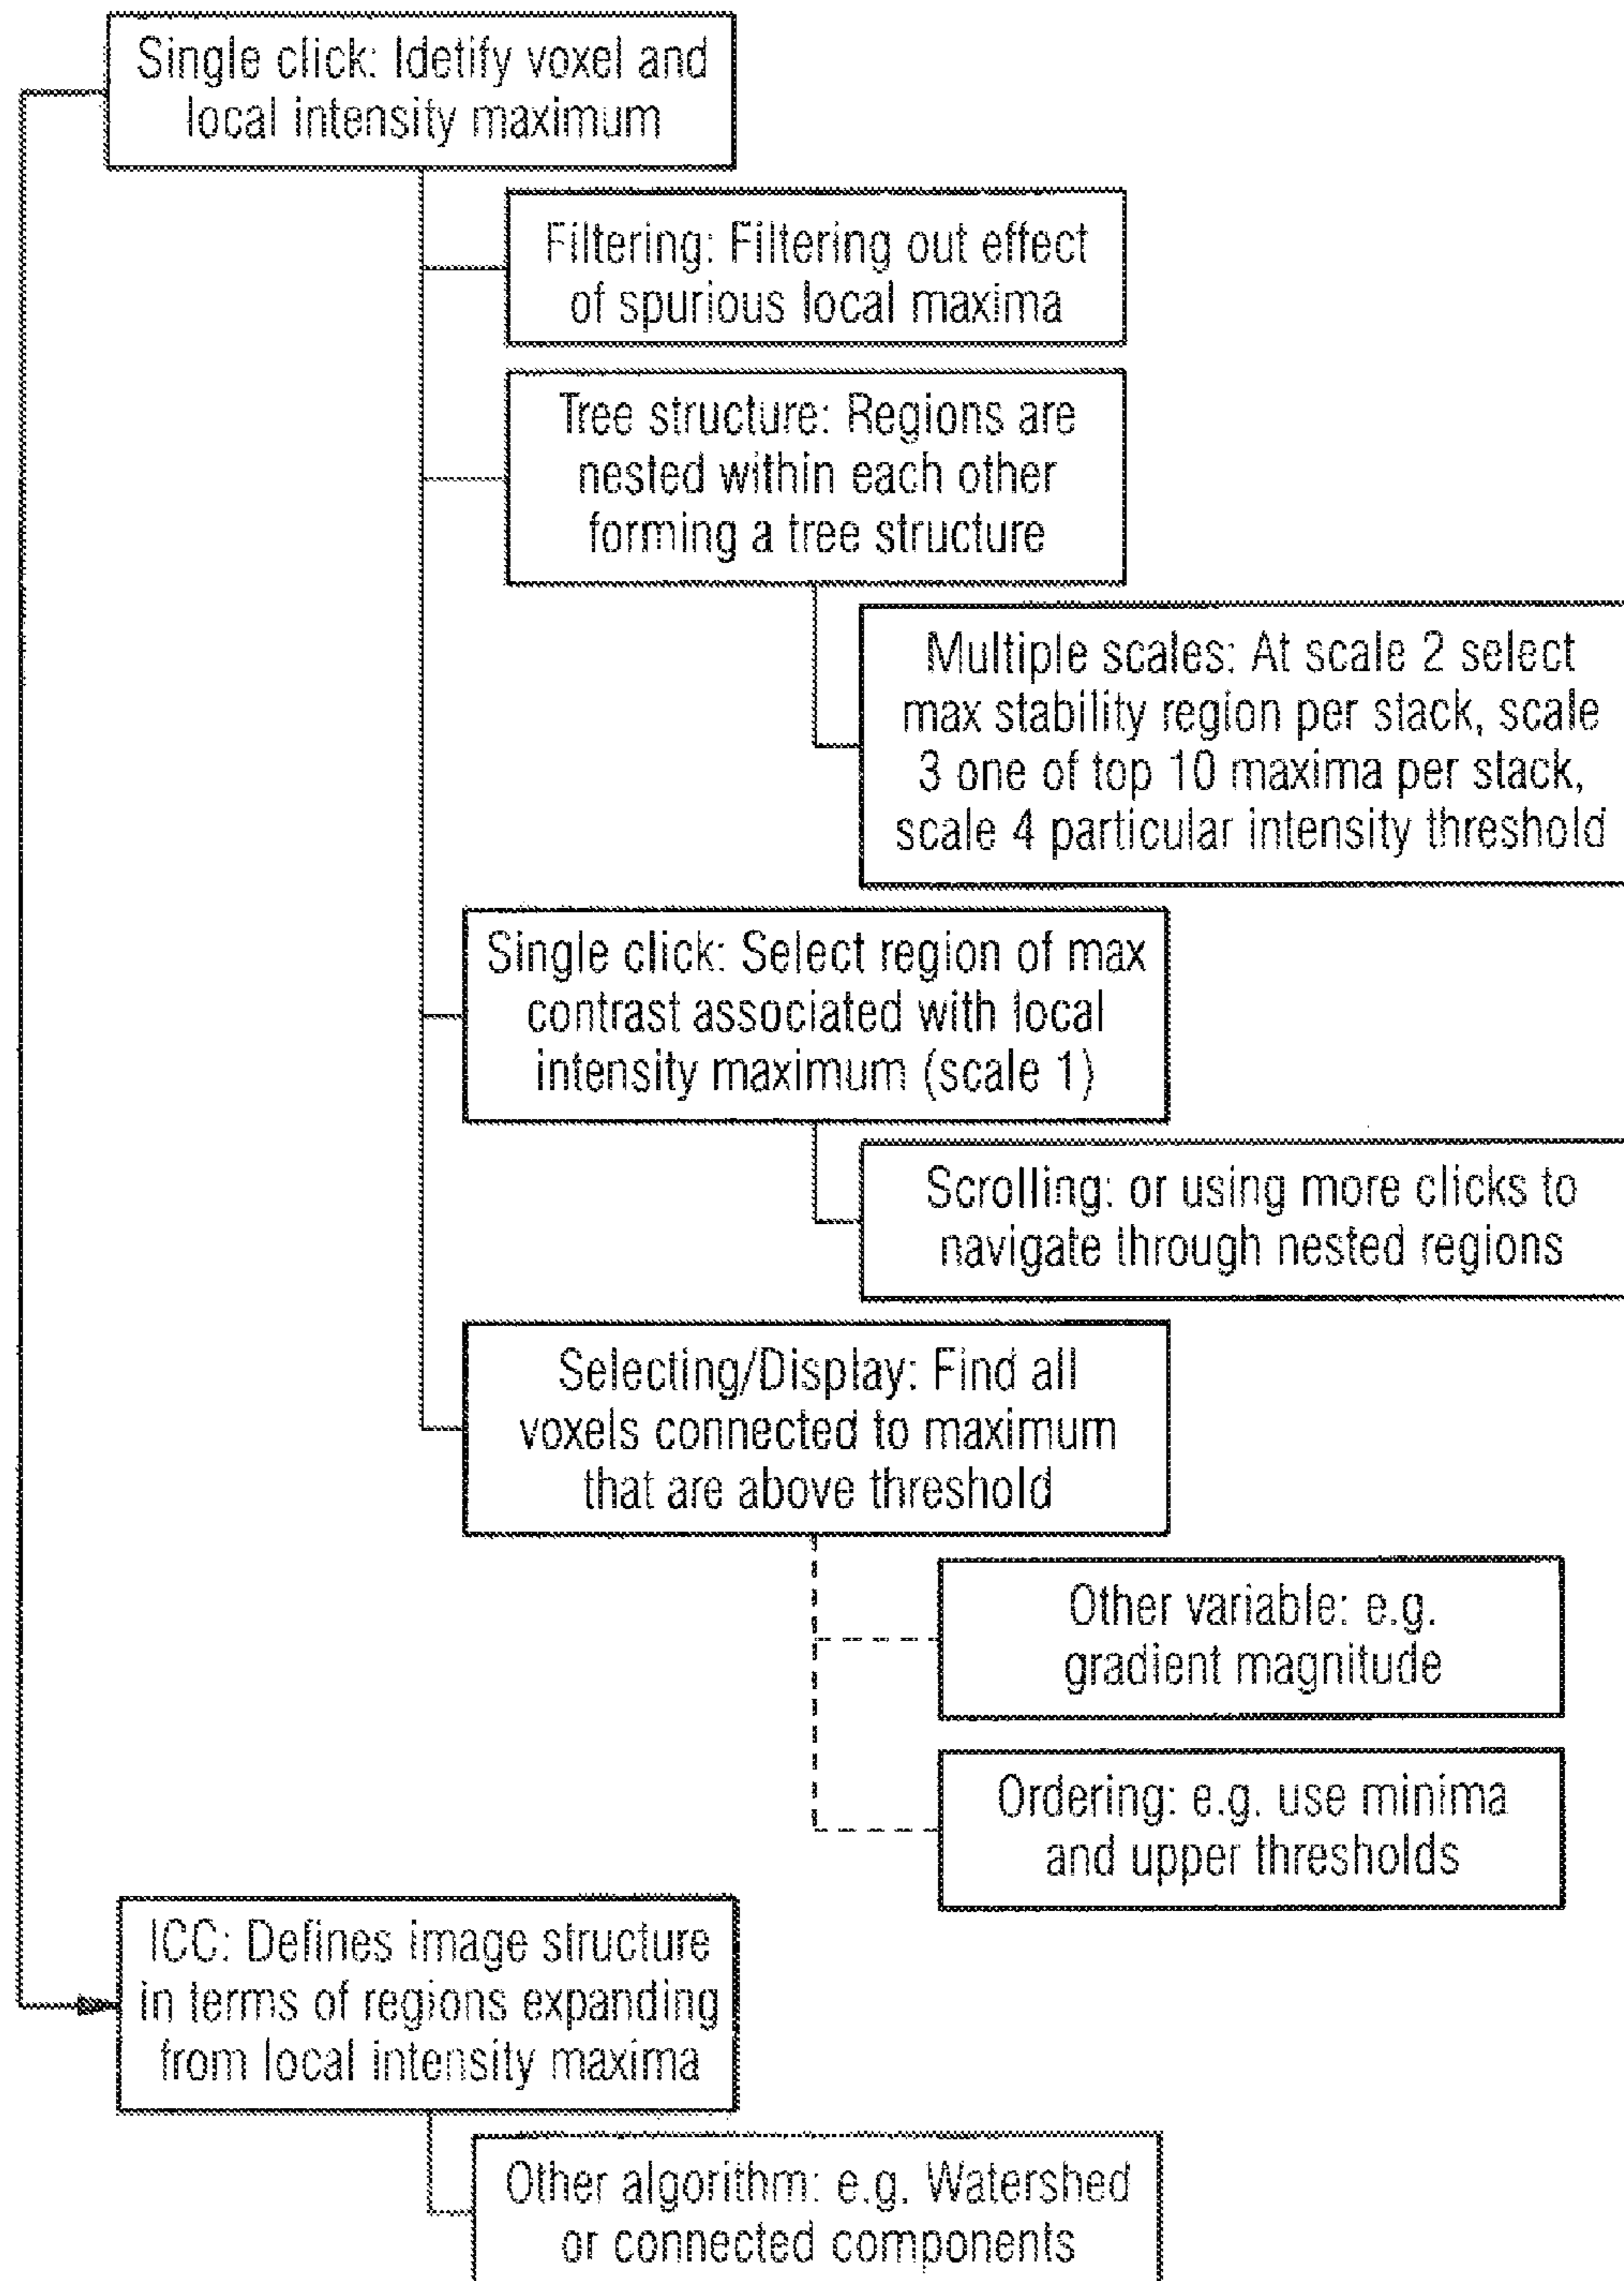 Single click: Idetify voxel and
local intensity maximum
Filtering: Filtering out effect
of spurious local maxima
Tree structure: Regions are
nested within each other
forming a tree structure
Multiple scales: At scale 2 select
max stability region per stack, scale
3 one of top 10 maxima per stack,
scale 4 particular intensity threshold
Single click: Select region of max
contrast associated with local
intensity maximum (scale 1)
Scrolling: or using more clicks to
navigate through nested regions
Selecting/Display: Find all
voxels connected to maximum
that are above threshold
Other variable: e.g.
gradient magnitude
Ordering: e.g. use minima
and upper thresholds
ICC: Defines image structure
in terms of regions expanding
from local intensity maxima
Other algorithm: e.g. Watershed
or connected components